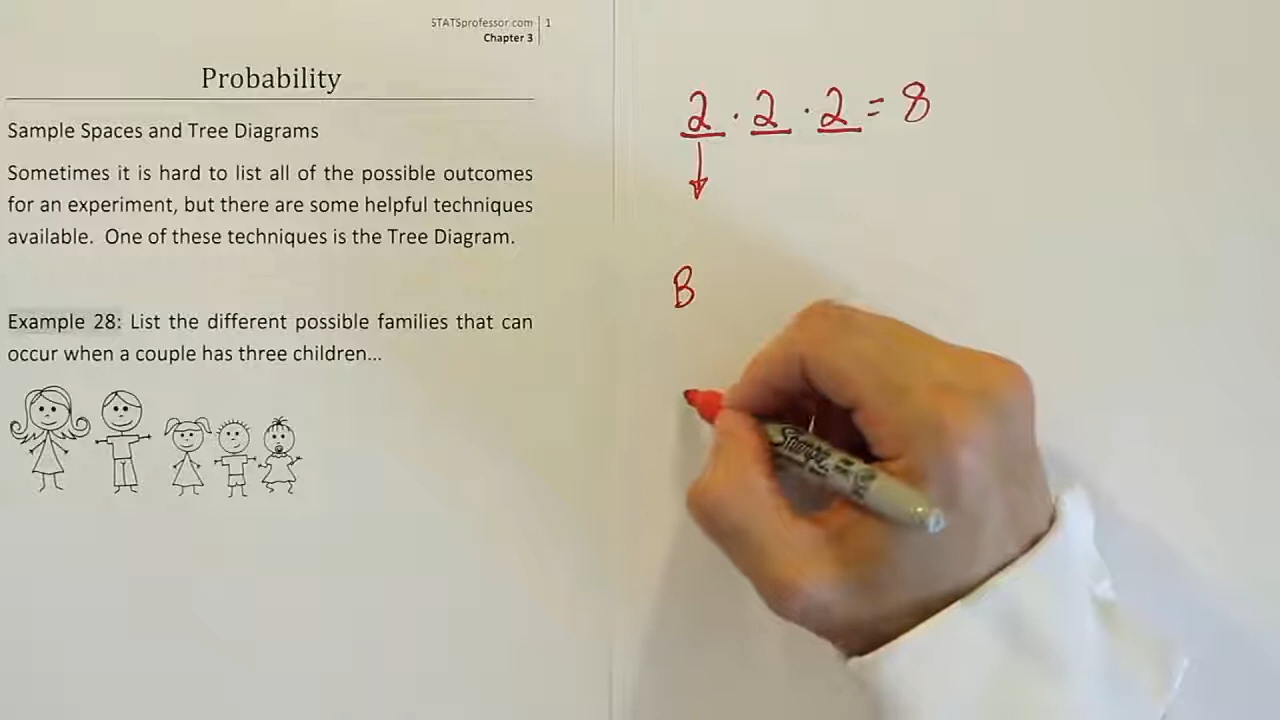 STATSprofessor.com | 1
Chapter 3
Probability
Sample Spaces and Tree Diagrams
Sometimes it is hard to list all of the possible outcomes
for an experiment, but there are some helpful techniques
available. One of these techniques is the Tree Diagram.
Example 28: List the different possible families that can
occur when a couple has three children...
2 · 2 · 2 = 8
B
Sharpie